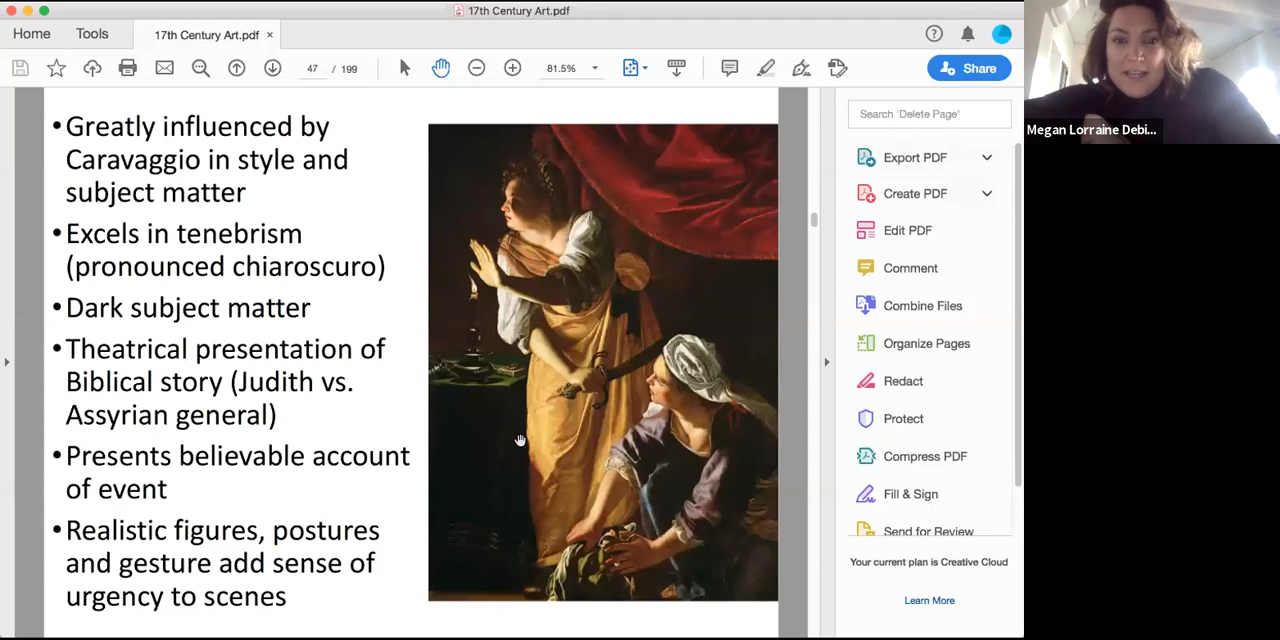 17th Century Art.pdf
Home
Tools
17th Century Art.pdf ×
47 / 199
81.5%
Share
•Greatly influenced by
Caravaggio in style and
subject matter
•Excels in tenebrism
(pronounced chiaroscuro)
•Dark subject matter
•Theatrical presentation of
Biblical story (Judith vs.
Assyrian general)
•Presents believable account
of event
•Realistic figures, postures
and gesture add sense of
urgency to scenes
Search 'Delete Page'
Export PDF
Create PDF
Edit PDF
Comment
Combine Files
Organize Pages
Redact
Protect
Compress PDF
Fill & Sign
Send for Review
Your current plan is Creative Cloud
Learn More
Megan Lorraine Debi...